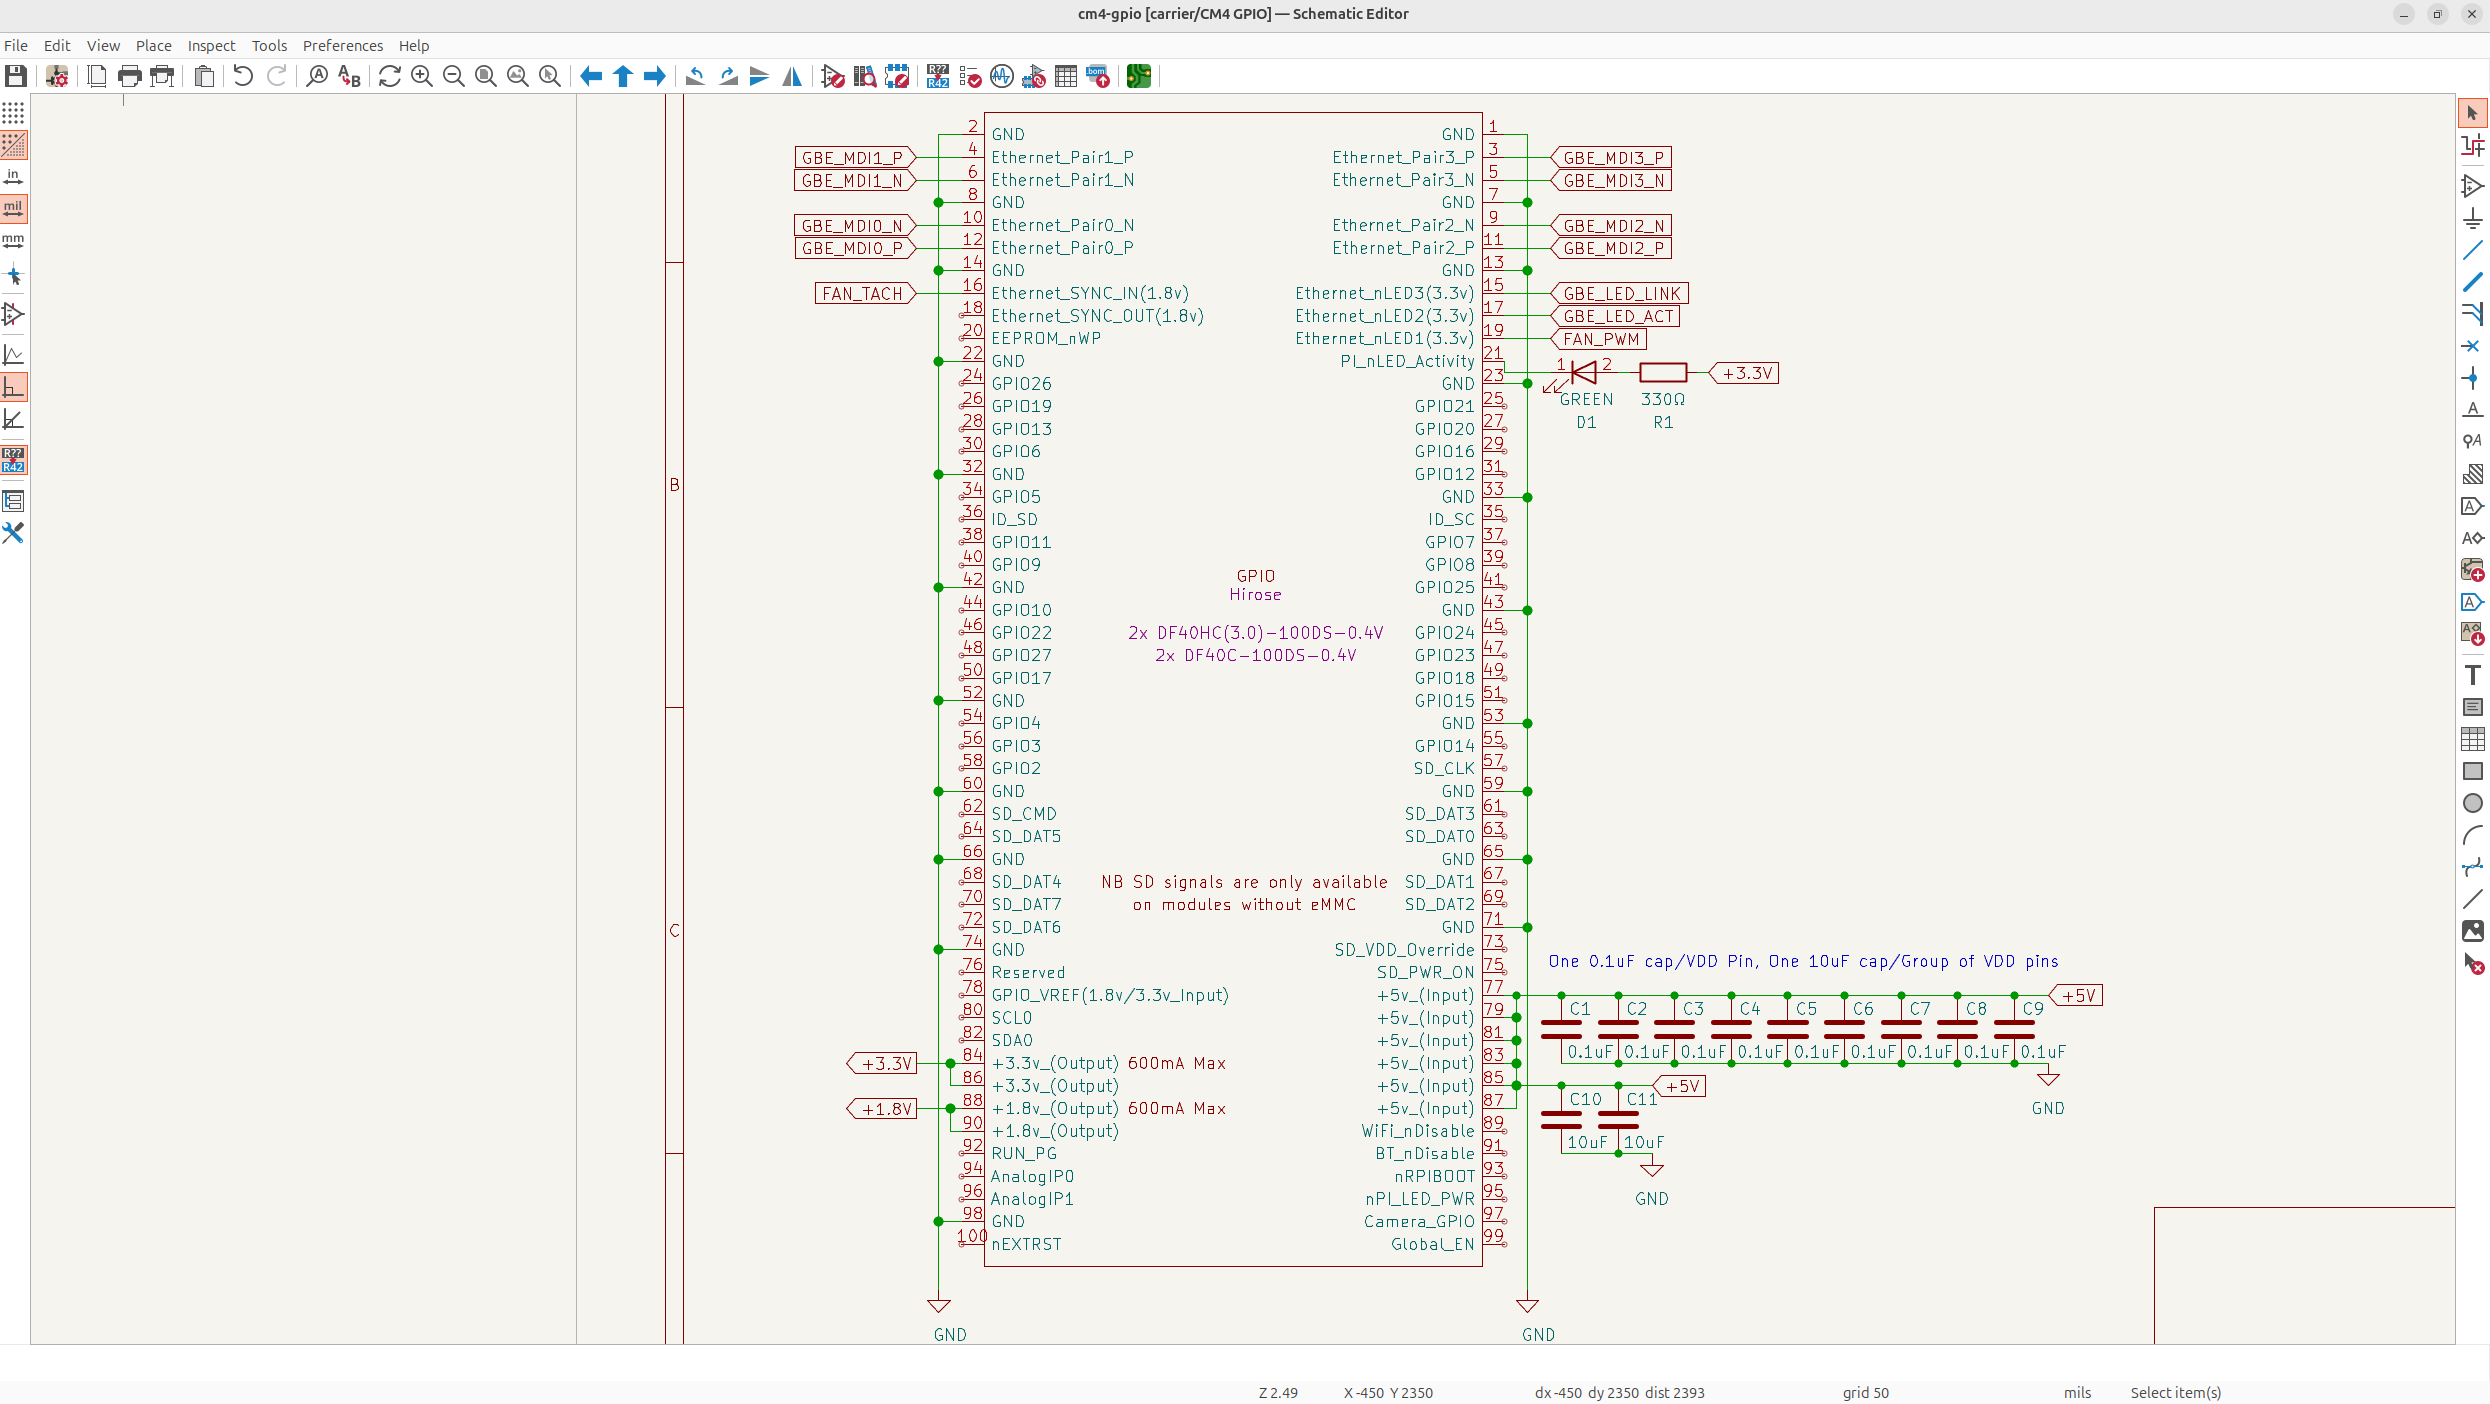 cm4-gpio [carrier/CM4 GPIO] — Schematic Editor
File Edit View Place Inspect Tools Preferences Help
in
mil
mm
R??
R42
B
C
2 GND GND 1
GBE_MDI1_P 4 Ethernet_Pair1_P Ethernet_Pair3_P 3 GBE_MDI3_P
GBE_MDI1_N 6 Ethernet_Pair1_N Ethernet_Pair3_N 5 GBE_MDI3_N
8 GND GND 7
GBE_MDI0_N 10 Ethernet_Pair0_N Ethernet_Pair2_N 9 GBE_MDI2_N
GBE_MDI0_P 12 Ethernet_Pair0_P Ethernet_Pair2_P 11 GBE_MDI2_P
14 GND GND 13
FAN_TACH 16 Ethernet_SYNC_IN(1.8v) Ethernet_nLED3(3.3v) 15 GBE_LED_LINK
18 Ethernet_SYNC_OUT(1.8v) Ethernet_nLED2(3.3v) 17 GBE_LED_ACT
20 EEPROM_nWP Ethernet_nLED1(3.3v) 19 FAN_PWM
22 GND PI_nLED_Activity 21 1 2 +3.3V
24 GPIO26 GND 23
GREEN 330Ω
D1 R1
26 GPIO19 GPIO21 25
28 GPIO13 GPIO20 27
30 GPIO6 GPIO16 29
32 GND GPIO12 31
34 GPIO5 GND 33
36 ID_SD ID_SC 35
38 GPIO11 GPIO7 37
40 GPIO9 GPIO8 39
GPIO
42 GND GPIO25 41
Hirose
44 GPIO10 GND 43
46 GPIO22 2x DF40HC(3.0)-100DS-0.4V GPIO24 45
48 GPIO27 2x DF40C-100DS-0.4V GPIO23 47
50 GPIO17 GPIO18 49
52 GND GPIO15 51
54 GPIO4 GND 53
56 GPIO3 GPIO14 55
58 GPIO2 SD_CLK 57
60 GND GND 59
62 SD_CMD SD_DAT3 61
64 SD_DAT5 SD_DAT0 63
66 GND GND 65
68 SD_DAT4 NB SD signals are only available SD_DAT1 67
70 SD_DAT7 on modules without eMMC SD_DAT2 69
72 SD_DAT6 GND 71
74 GND SD_VDD_Override 73
One 0.1uF cap/VDD Pin, One 10uF cap/Group of VDD pins
76 Reserved SD_PWR_ON 75
78 GPIO_VREF(1.8v/3.3v_Input) +5v_(Input) 77 +5V
C1 C2 C3 C4 C5 C6 C7 C8 C9
80 SCL0 +5v_(Input) 79
82 SDA0 +5v_(Input) 81
0.1uF 0.1uF 0.1uF 0.1uF 0.1uF 0.1uF 0.1uF 0.1uF 0.1uF
+3.3V 84 +3.3v_(Output) 600mA Max +5v_(Input) 83
86 +3.3v_(Output) +5v_(Input) 85 +5V
C10 C11
+1.8V 88 +1.8v_(Output) 600mA Max +5v_(Input) 87 GND
90 +1.8v_(Output) WiFi_nDisable 89
10uF 10uF
92 RUN_PG BT_nDisable 91
94 AnalogIP0 nRPIBOOT 93
96 AnalogIP1 nPI_LED_PWR 95 GND
98 GND Camera_GPIO 97
100 nEXTRST Global_EN 99
GND GND
Z 2.49 X -450 Y 2350 dx -450 dy 2350 dist 2393 grid 50 mils Select item(s)